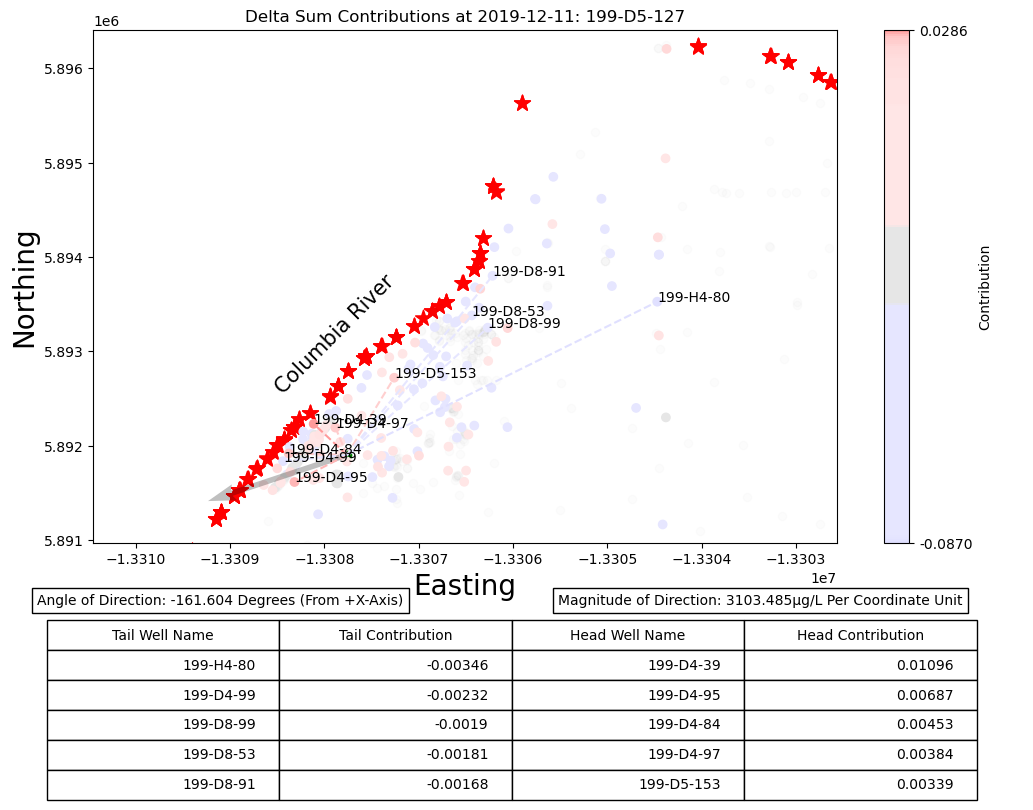 Delta Sum Contributions at 2019-12-11: 199-D5-127
1e6
5.896
5.895
5.894
5.893
5.892
5.891
Northing
Columbia River
199-D8-91
199-H4-80
199-D8-53
199-D8-99
199-D5-153
199-D4-39
199-D4-97
199-D4-84
199-D4-99
199-D4-95
−1.3310 −1.3309 −1.3308 −1.3307 −1.3306 −1.3305 −1.3304 −1.3303
1e7
Easting
0.0286
-0.0870
Contribution
Angle of Direction: -161.604 Degrees (From +X-Axis)
Magnitude of Direction: 3103.485µg/L Per Coordinate Unit
Tail Well Name Tail Contribution Head Well Name Head Contribution
199-H4-80 -0.00346 199-D4-39 0.01096
199-D4-99 -0.00232 199-D4-95 0.00687
199-D8-99 -0.0019 199-D4-84 0.00453
199-D8-53 -0.00181 199-D4-97 0.00384
199-D8-91 -0.00168 199-D5-153 0.00339